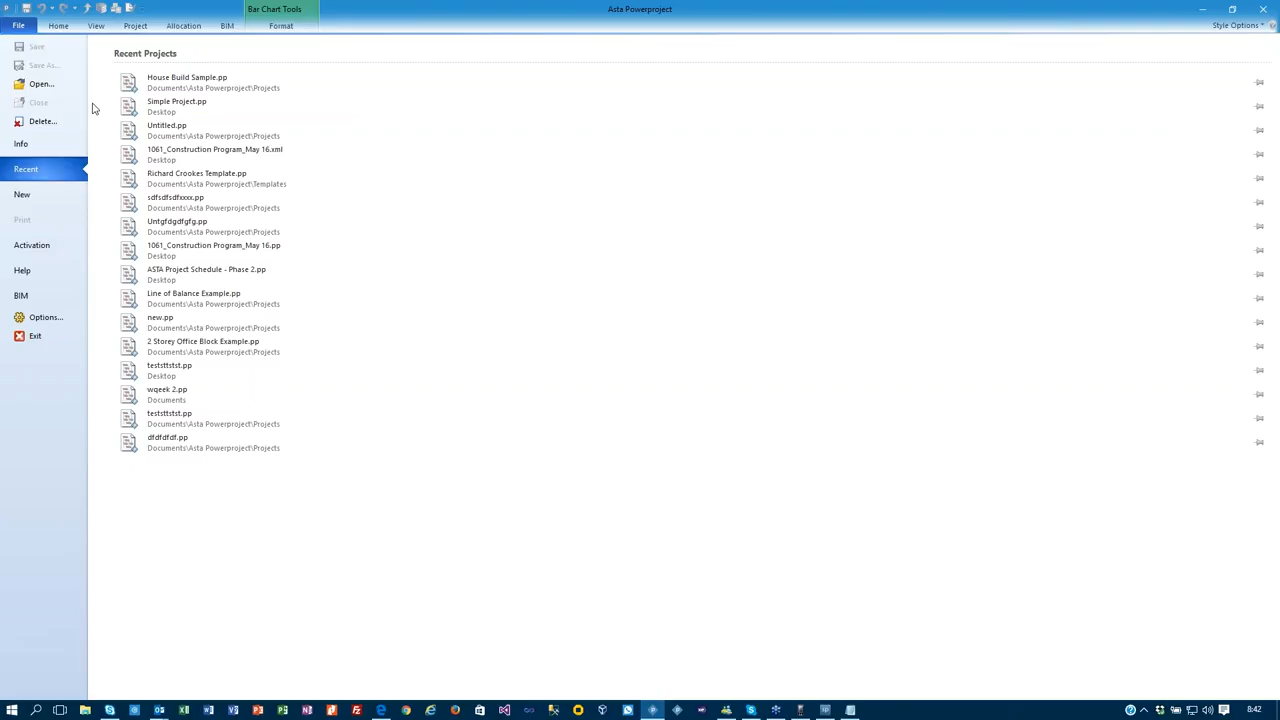 Bar Chart Tools
Asta Powerproject
File
Home
View
Project
Allocation
BIM
Format
Style Options
Save
Save As...
Open...
Close
Delete...
Info
Recent
New
Print
Activation
Help
BIM
Options...
Exit
Recent Projects
House Build Sample.pp
Documents\Asta Powerproject\Projects
Simple Project.pp
Desktop
Untitled.pp
Documents\Asta Powerproject\Projects
1061_Construction Program_May 16.xml
Desktop
Richard Crookes Template.pp
Documents\Asta Powerproject\Templates
sdfsdfsdfxxxx.pp
Documents\Asta Powerproject\Projects
Untgfdgdfgfg.pp
Documents\Asta Powerproject\Projects
1061_Construction Program_May 16.pp
Desktop
ASTA Project Schedule - Phase 2.pp
Desktop
Line of Balance Example.pp
Documents\Asta Powerproject\Projects
new.pp
Documents\Asta Powerproject\Projects
2 Storey Office Block Example.pp
Documents\Asta Powerproject\Projects
teststtstst.pp
Desktop
wqeek 2.pp
Documents
teststtstst.pp
Documents\Asta Powerproject\Projects
dfdfdfdf.pp
Documents\Asta Powerproject\Projects
8:42